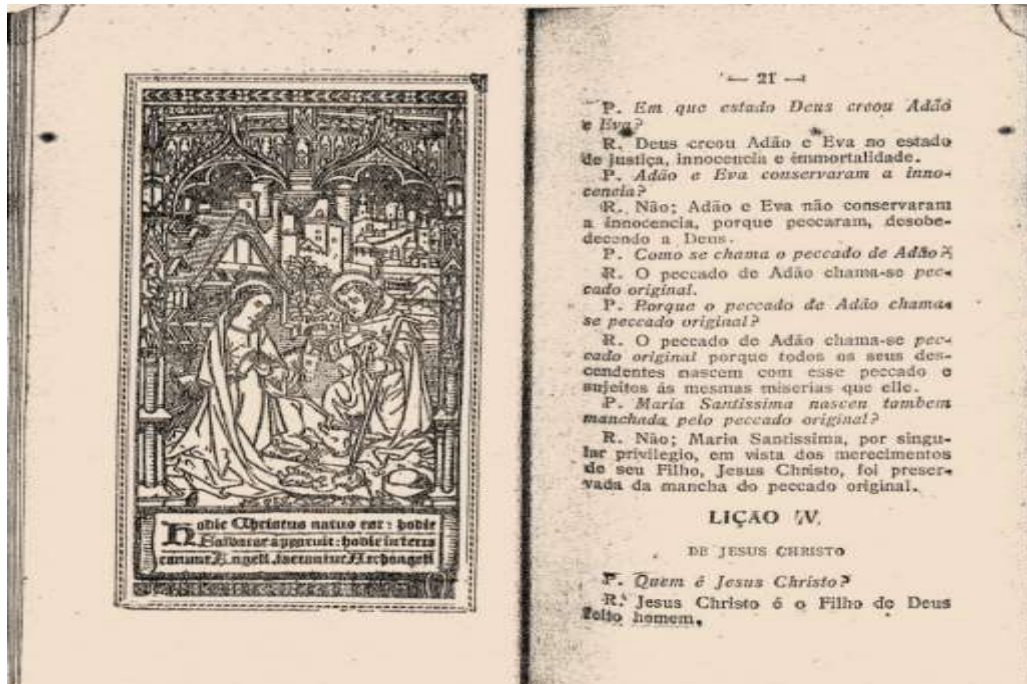 Hodie Christus natus est: hodie
Salvator apparuit: hodie in terra
canunt Angeli, laetantur Archangeli
— 21 —
P. Em que estado Deus creou Adão
e Eva?
R. Deus creou Adão e Eva no estado
de justiça, innocencia e immortalidade.
P. Adão e Eva conservaram a inno-
cencia?
R. Não; Adão e Eva não conservaram
a innocencia, porque peccaram, desobe-
decendo a Deus.
P. Como se chama o peccado de Adão?
R. O peccado de Adão chama-se pec-
cado original.
P. Porque o peccado de Adão chama-
se peccado original?
R. O peccado de Adão chama-se pec-
cado original porque todos os seus des-
cendentes nascem com esse peccado e
sujeitos ás mesmas miserias que elle.
P. Maria Santissima nasceu tambem
manchada pelo peccado original?
R. Não; Maria Santissima, por singu-
lar privilegio, em vista dos merecimentos
de seu Filho, Jesus Christo, foi preser-
vada da mancha do peccado original.
LIÇÃO IV
DE JESUS CHRISTO
P. Quem é Jesus Christo?
R. Jesus Christo é o Filho de Deus
feito homem.